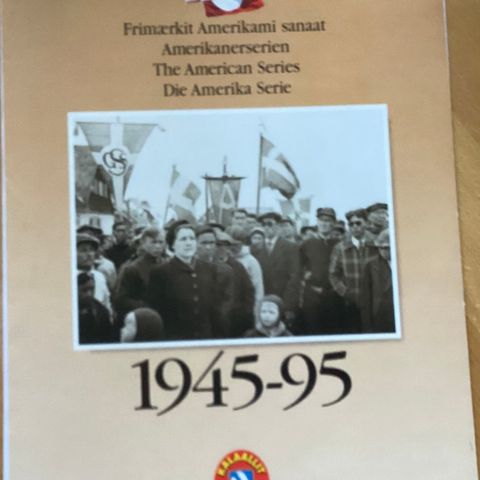 Frimærkit Amerikami sanaat
Amerikanerserien
The American Series
Die Amerika Serie
1945-95
KALAALLIT